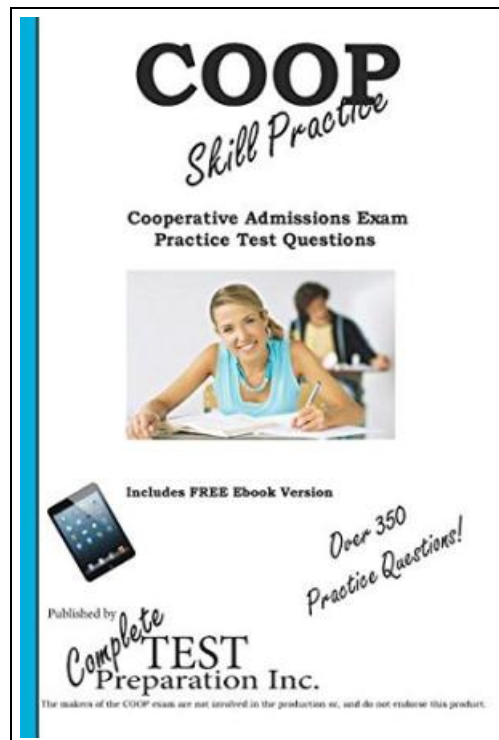 COOP
Skill Practice
Cooperative Admissions Exam
Practice Test Questions
Includes FREE Ebook Version
Over 350
Practice Questions!
Published by
Complete TEST
Preparation Inc.
The makers of the COOP exam are not involved in the production or, and do not endorse this product.